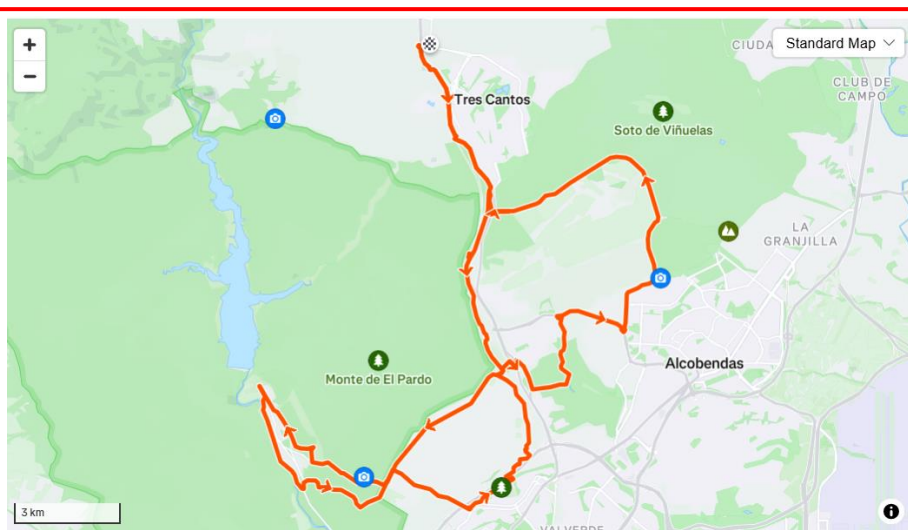 +
−
Standard Map
CIUDA
CLUB DE
CAMPO
Tres Cantos
Soto de Viñuelas
LA
GRANJILLA
Monte de El Pardo
Alcobendas
3 km
VALVERDE
i